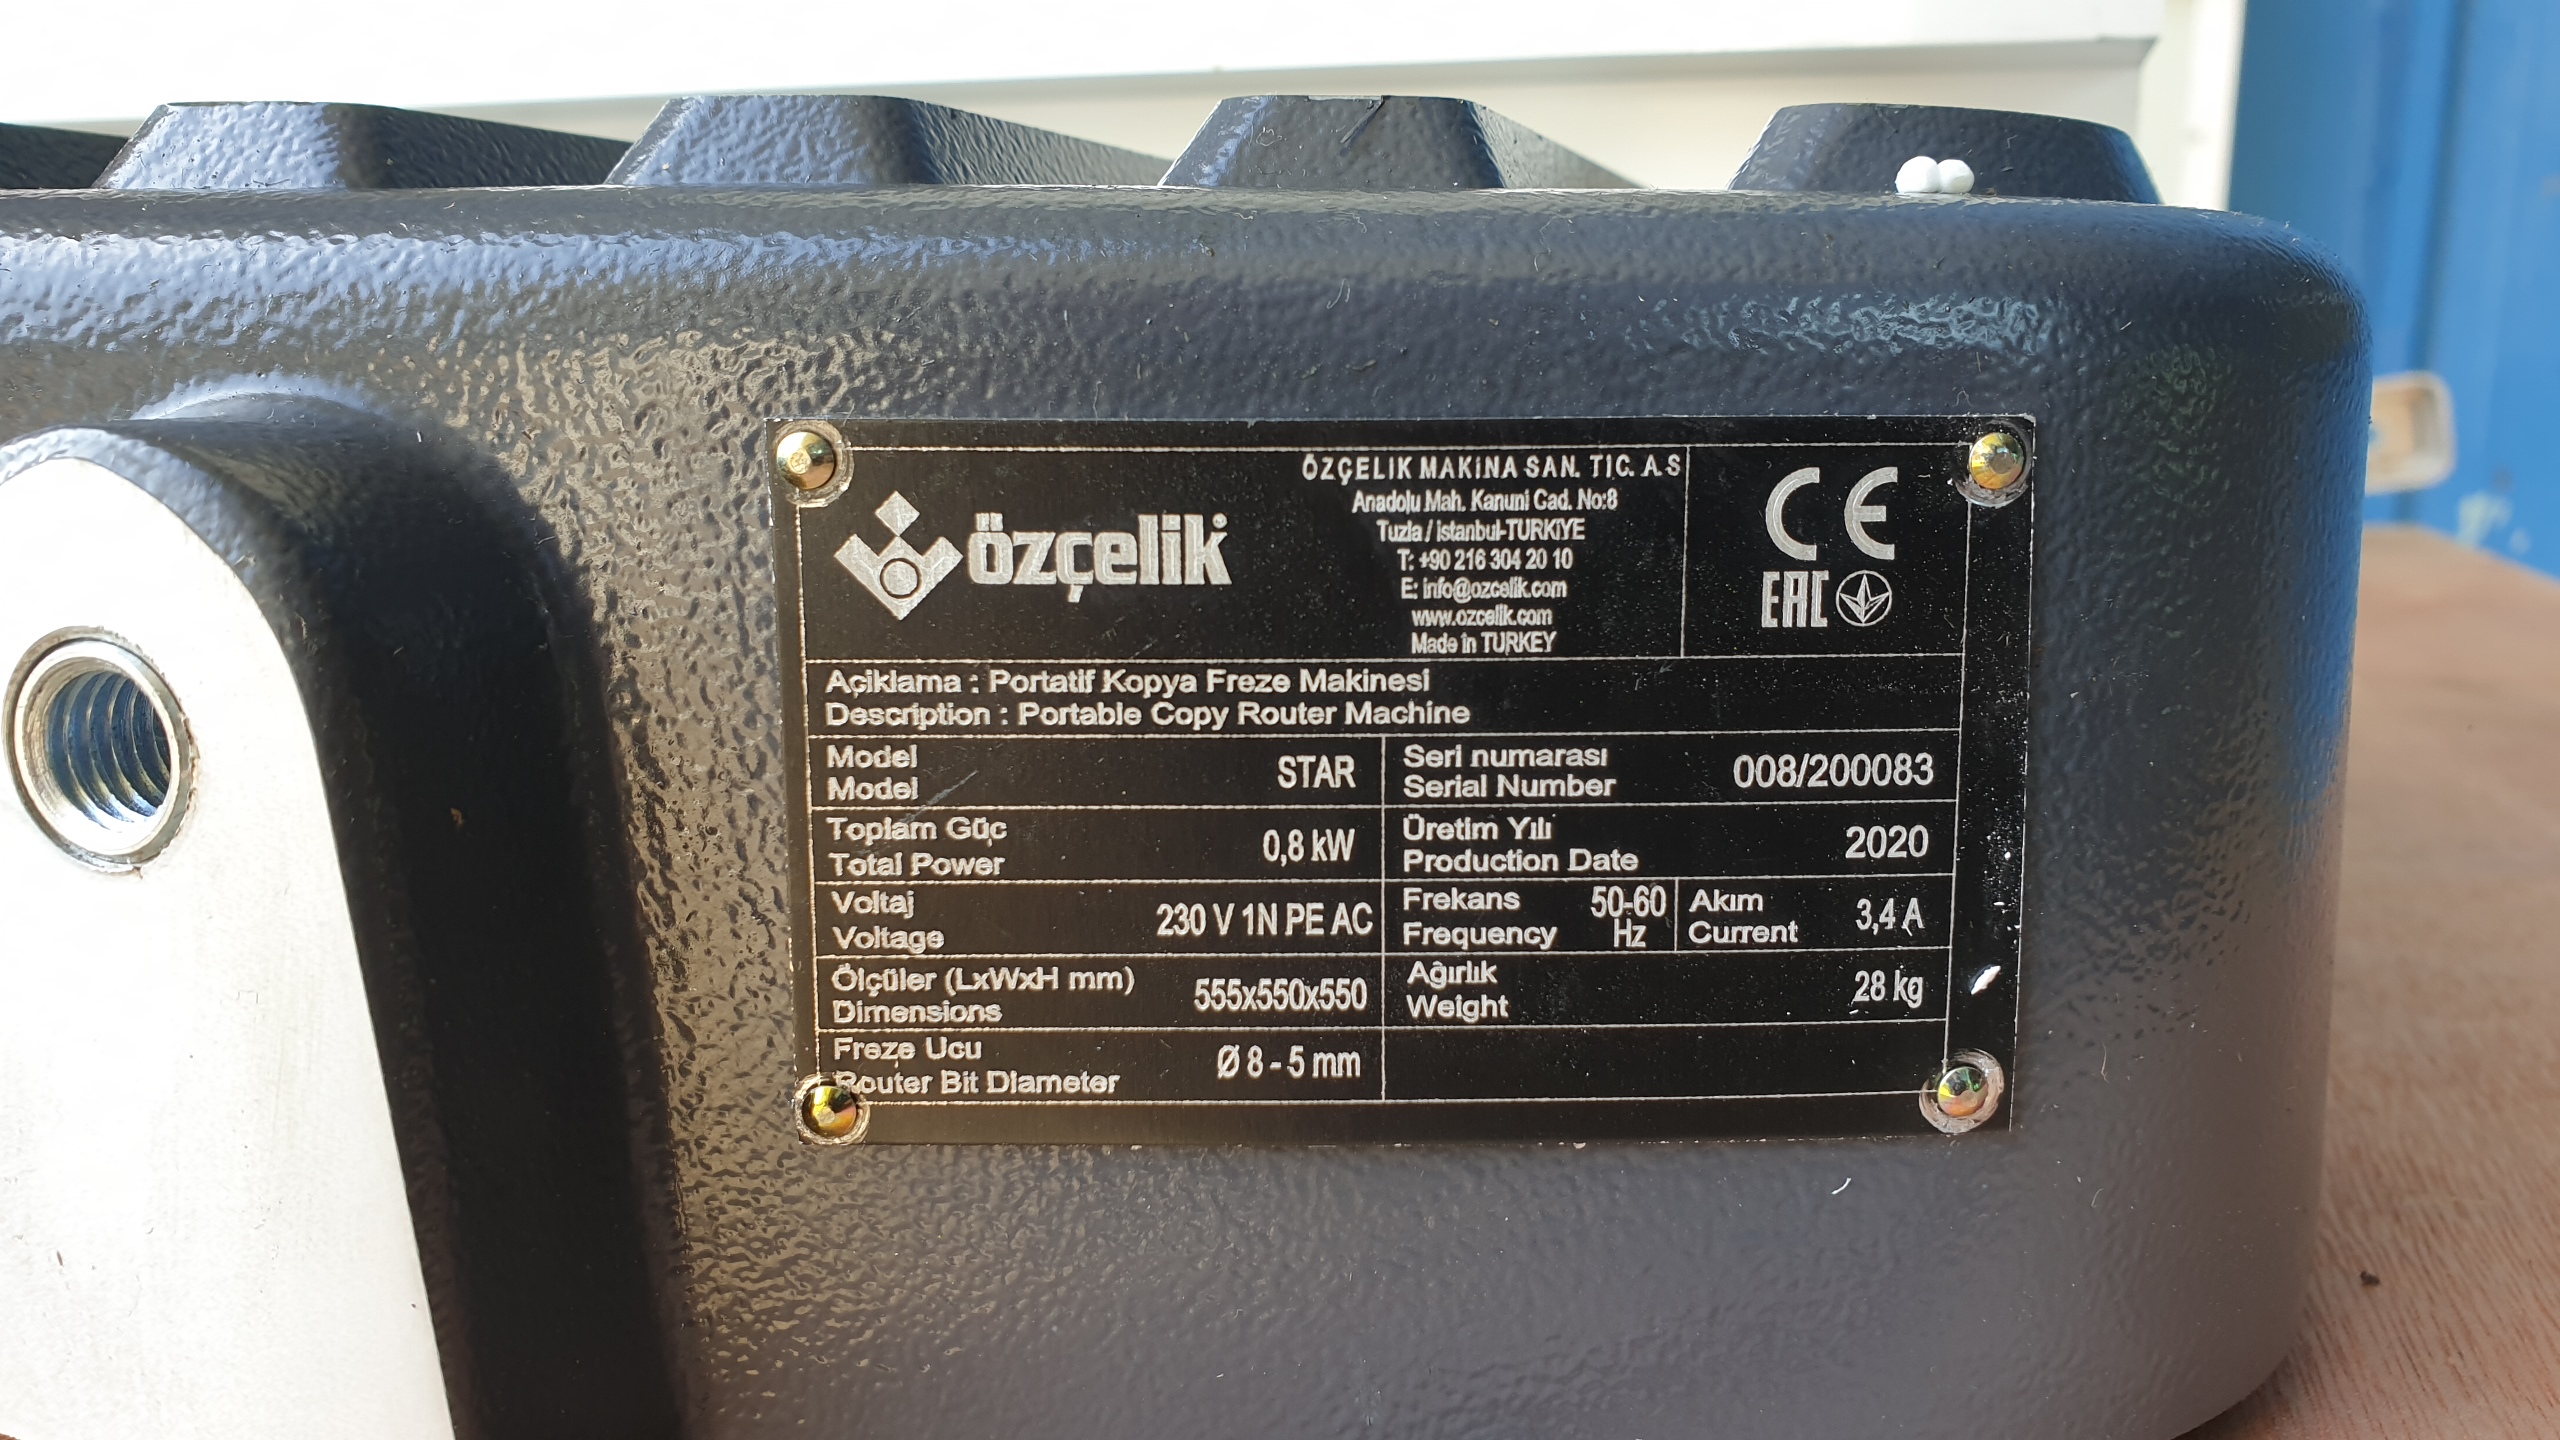 özçelik
ÖZÇELIK MAKINA SAN. TIC. A.S
Anadolu Mah. Kanuni Cad. No:8
Tuzla / istanbul-TURKIYE
T: +90 216 304 20 10
E: info@ozcelik.com
www.ozcelik.com
Made in TURKEY
CE
EAC
Açiklama : Portatif Kopya Freze Makinesi
Description : Portable Copy Router Machine
Model
Model
STAR
Seri numarası
Serial Number
008/200083
Toplam Güç
Total Power
0,8 kW
Üretim Yılı
Production Date
2020
Voltaj
Voltage
230 V 1N PE AC
Frekans
Frequency
50-60
Hz
Akım
Current
3,4 A
Ölçüler (LxWxH mm)
Dimensions
555x550x550
Ağırlık
Weight
28 kg
Freze Ucu
Router Bit Diameter
Ø 8 - 5 mm